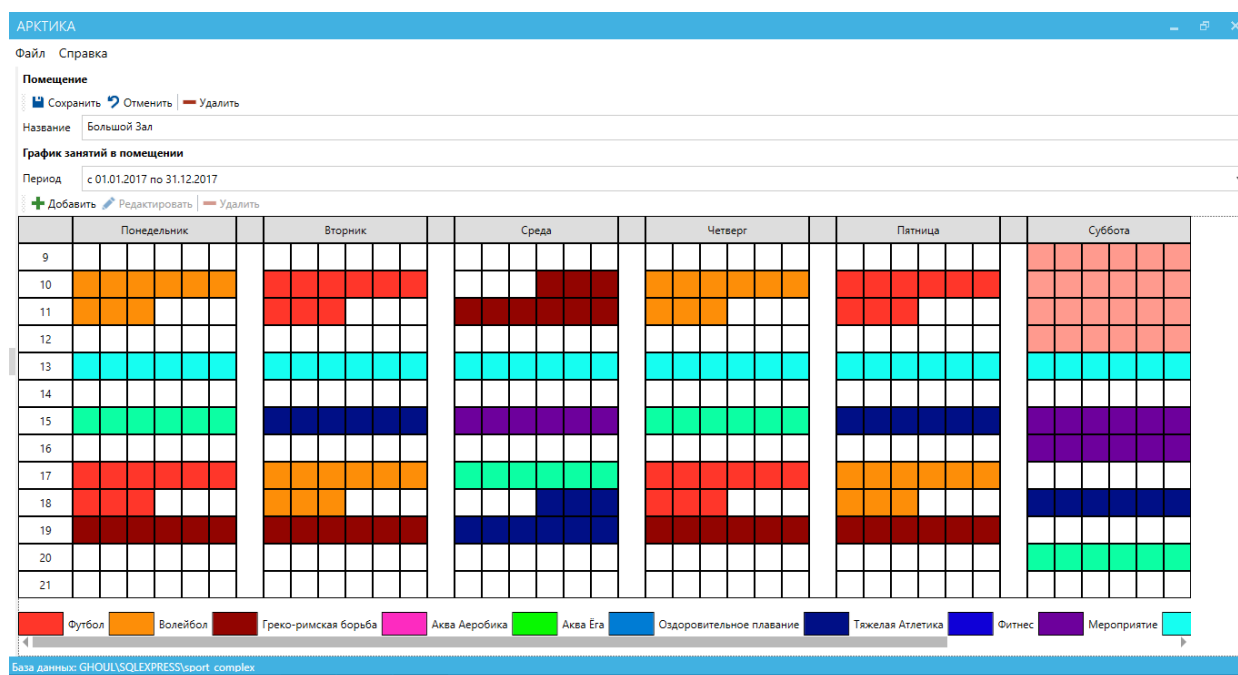 АРКТИКА
Файл Справка
Помещение
Сохранить Отменить Удалить
Название Большой Зал
График занятий в помещении
Период с 01.01.2017 по 31.12.2017
Добавить Редактировать Удалить
Понедельник Вторник Среда Четверг Пятница Суббота
9
10
11
12
13
14
15
16
17
18
19
20
21
Футбол Волейбол Греко-римская борьба Аква Аеробика Аква Ёга Оздоровительное плавание Тяжелая Атлетика Фитнес Мероприятие
База данных: GHOUL\SQLEXPRESS\sport_complex